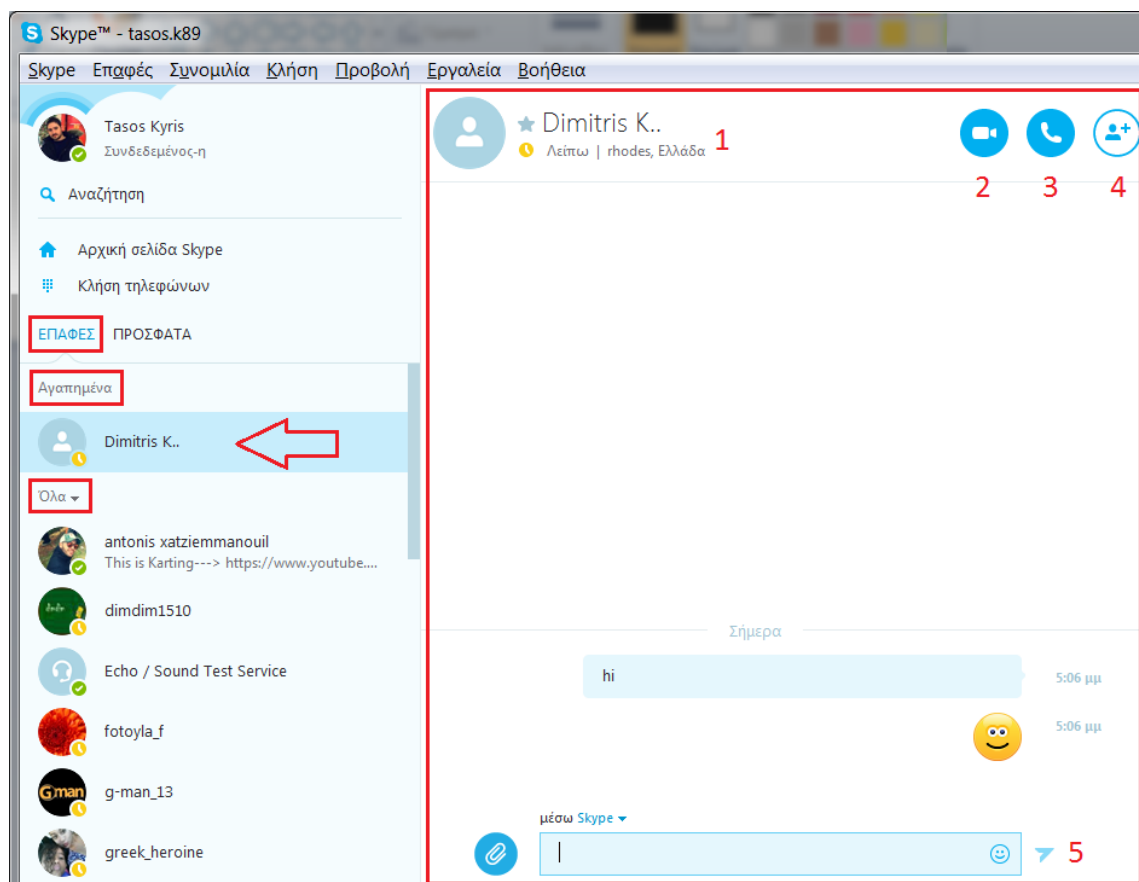 Skype™ - tasos.k89
Skype Επαφές Συνομιλία Κλήση Προβολή Εργαλεία Βοήθεια
Tasos Kyris
Συνδεδεμένος-η
Αναζήτηση
Αρχική σελίδα Skype
Κλήση τηλεφώνων
ΕΠΑΦΕΣ ΠΡΟΣΦΑΤΑ
Αγαπημένα
Dimitris K..
Όλα
antonis xatziemmanouil
This is Karting---> https://www.youtube....
dimdim1510
Echo / Sound Test Service
fotoyla_f
Gman
g-man_13
greek_heroine
Dimitris K..
Λείπω | rhodes, Ελλάδα 1
2 3 4
Σήμερα
hi 5:06 μμ
5:06 μμ
μέσω Skype
5